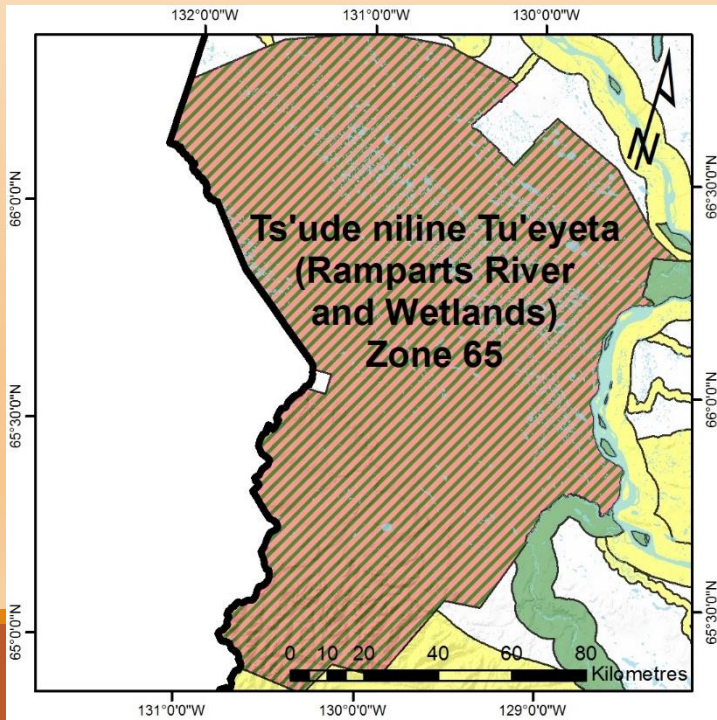 132°0'0"W 131°0'0"W 130°0'0"W
N
66°0'0"N
66°30'0"N
Ts'ude niline Tu'eyeta
(Ramparts River
and Wetlands)
Zone 65
65°30'0"N
66°0'0"N
65°0'0"N
65°30'0"N
0 10 20 40 60 80
Kilometres
131°0'0"W 130°0'0"W 129°0'0"W